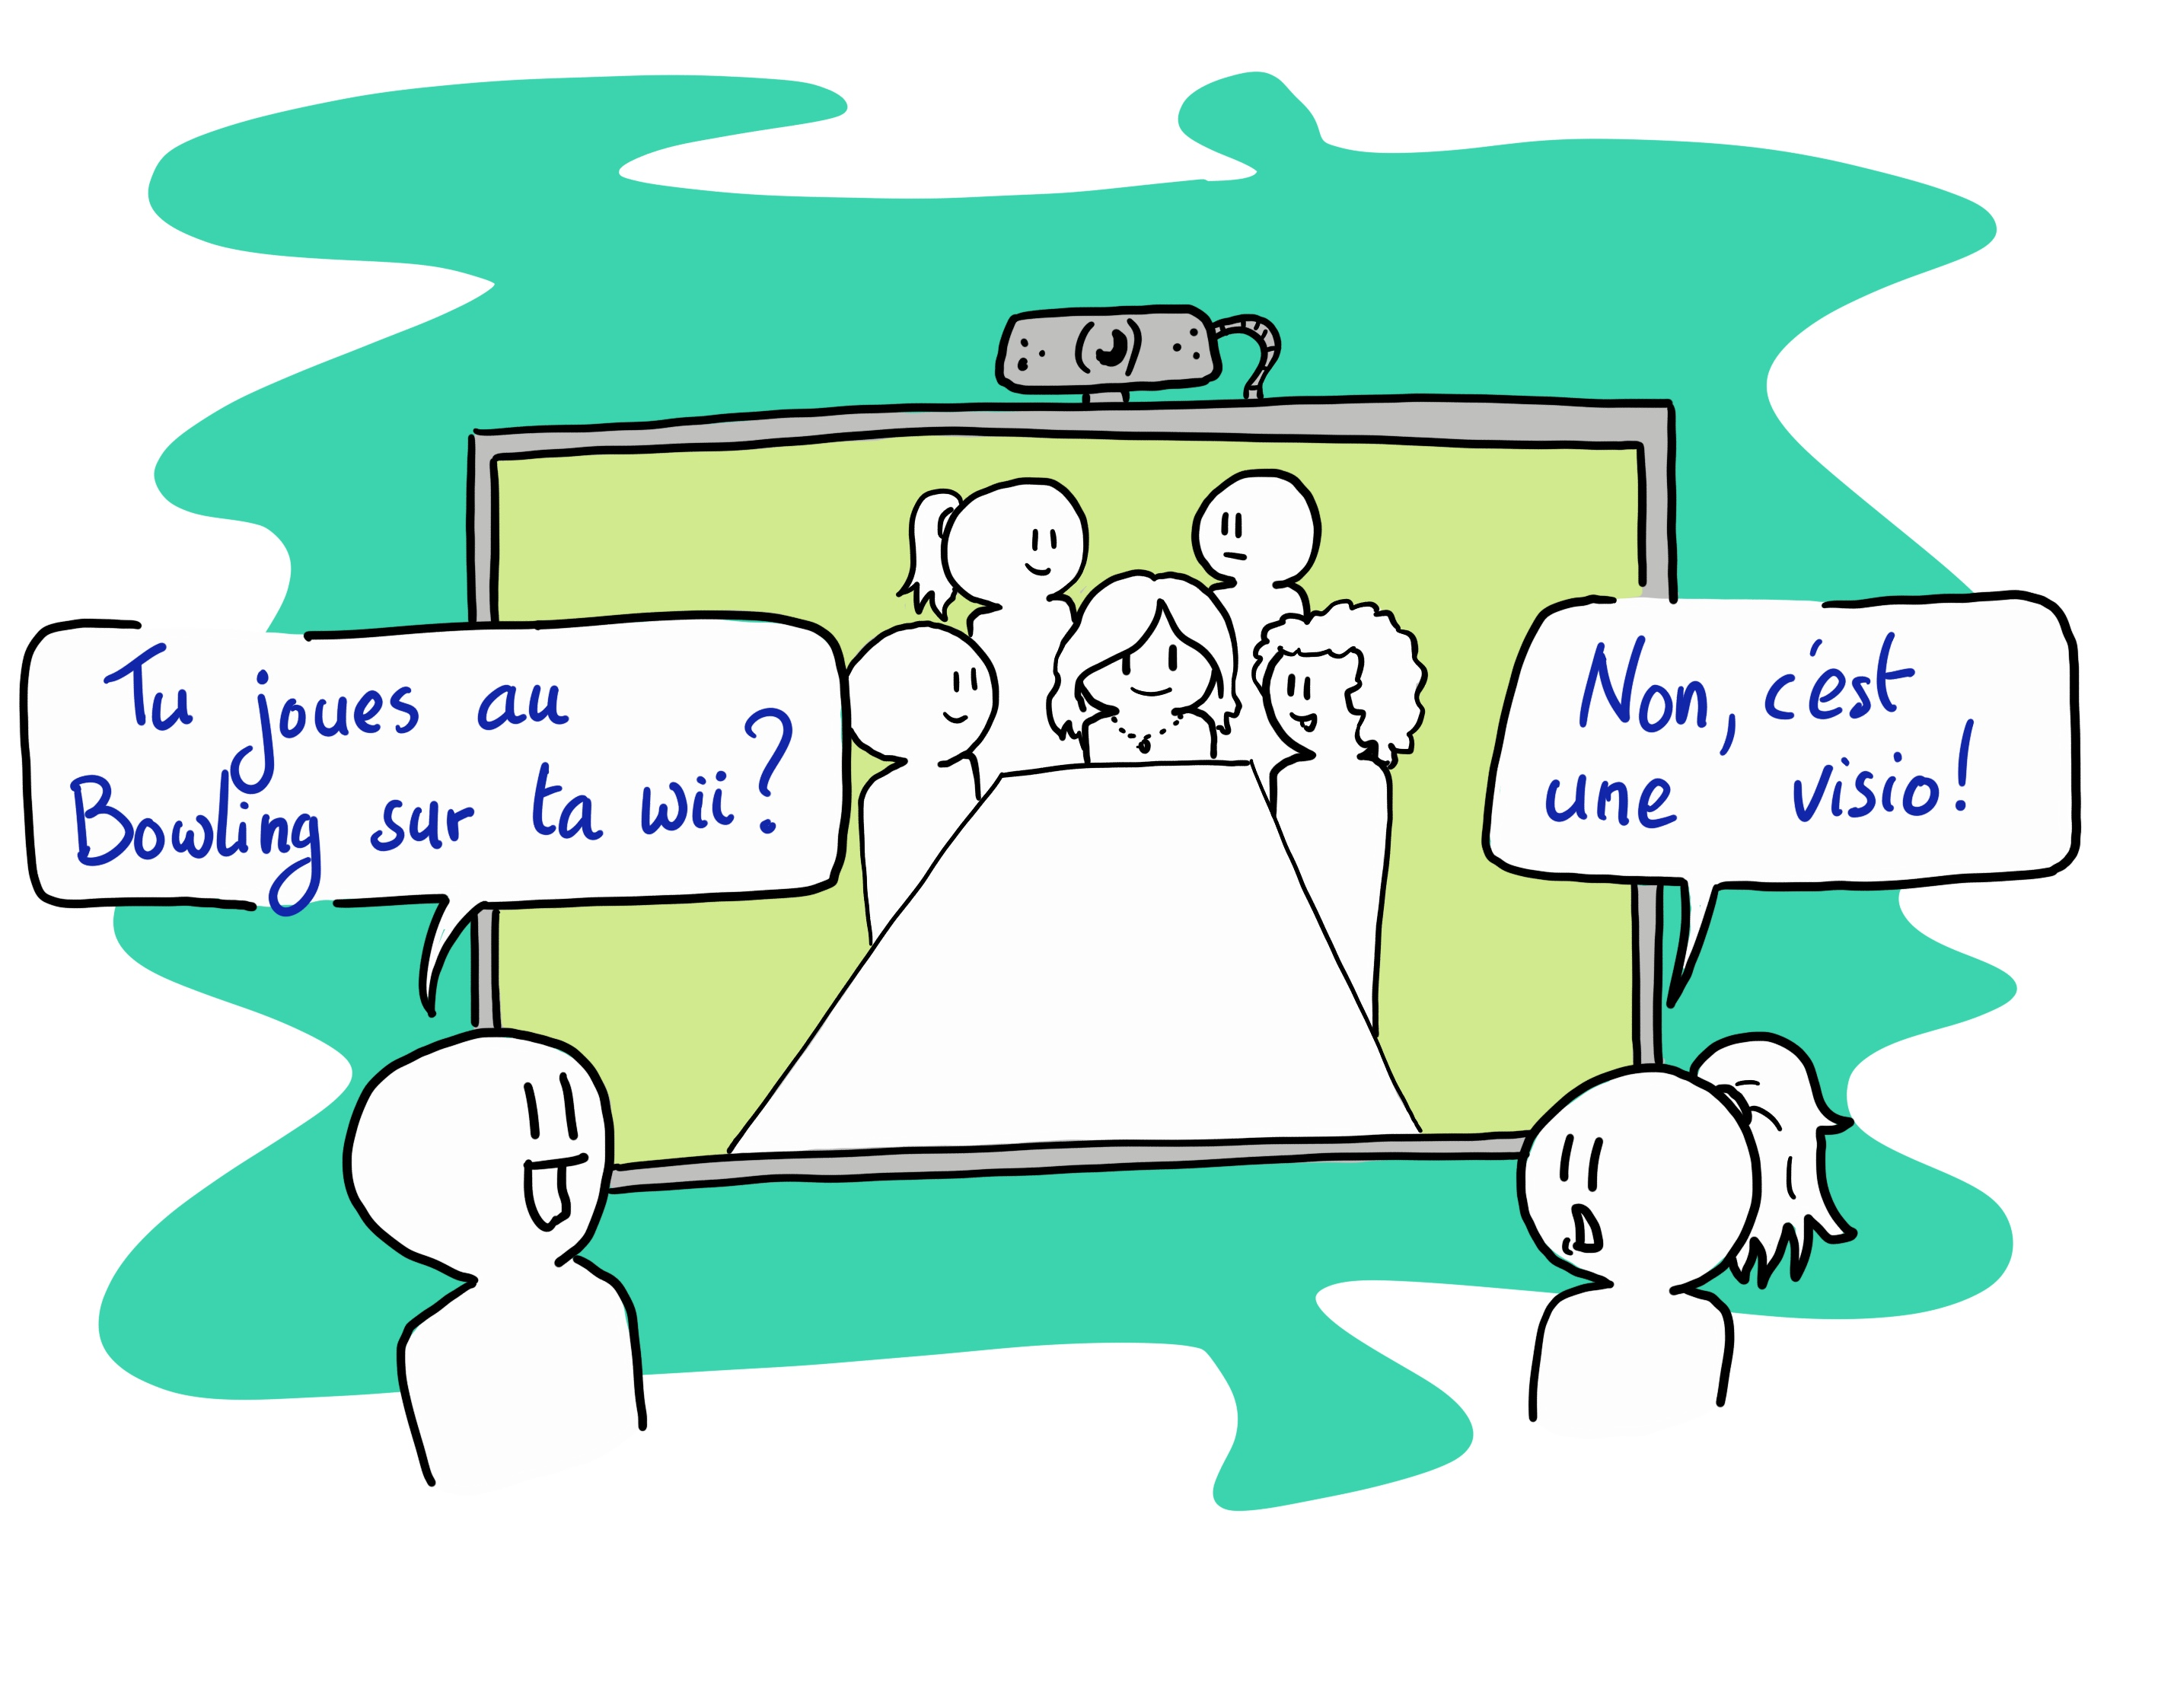 Tu joues au
Bowling sur ta wii?
Non, c'est
une visio!